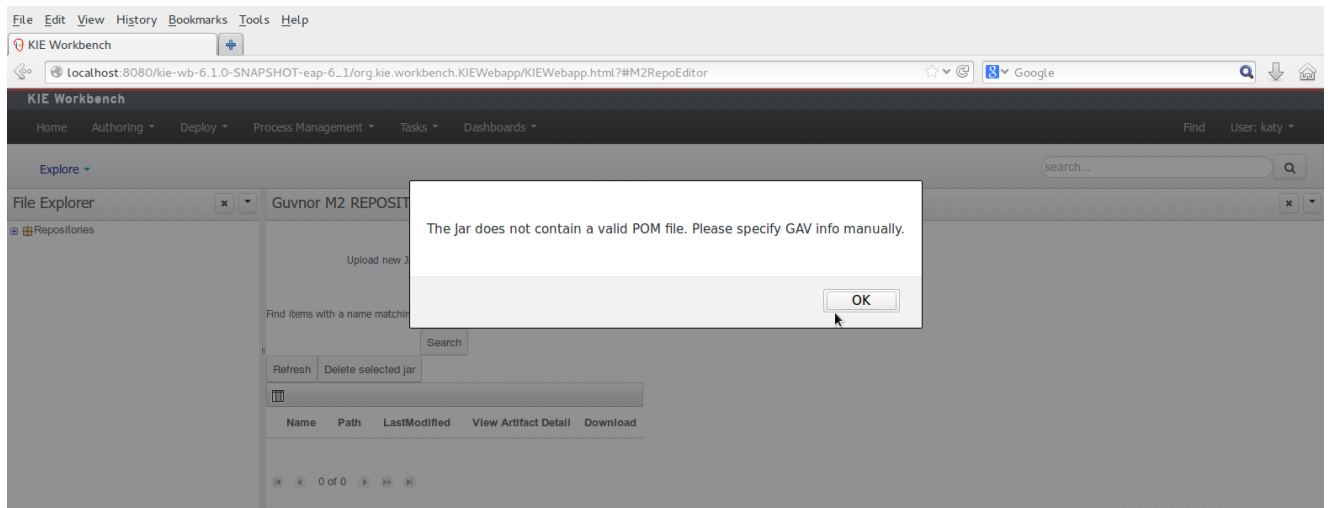 File Edit View History Bookmarks Tools Help
KIE Workbench
localhost:8080/kie-wb-6.1.0-SNAPSHOT-eap-6_1/org.kie.workbench.KIEWebapp/KIEWebapp.html?#M2RepoEditor Google
KIE Workbench
Home Authoring Deploy Process Management Tasks Dashboards Find User: katy
Explore search...
File Explorer Guvnor M2 REPOSIT
Repositories
The Jar does not contain a valid POM file. Please specify GAV info manually.
Upload new J
OK
Find items with a name matchin
Search
Refresh Delete selected jar
Name Path LastModified View Artifact Detail Download
0 of 0